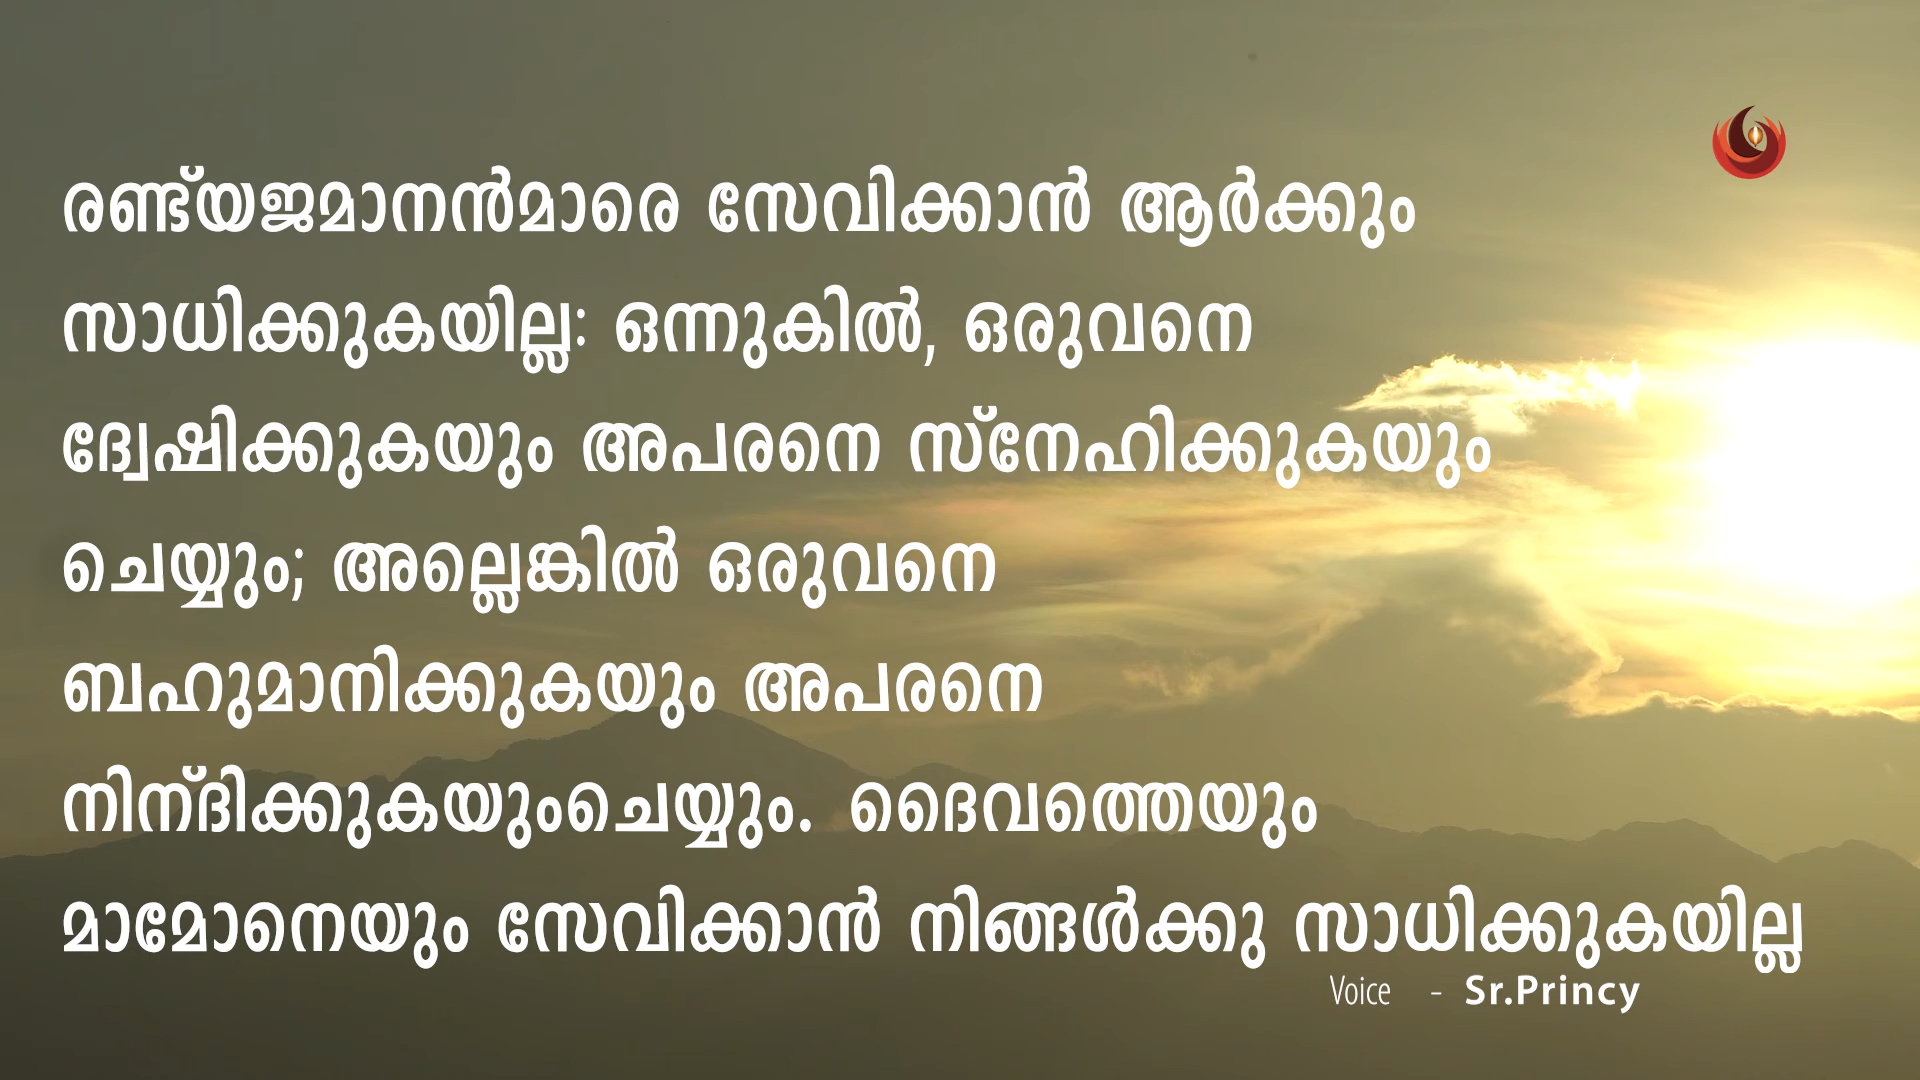 രണ്ട്‌യജമാനൻമാരെ സേവിക്കാൻ ആർക്കും
സാധിക്കുകയില്ല: ഒന്നുകിൽ, ഒരുവനെ
ദ്വേഷിക്കുകയും അപരനെ സ്‌നേഹിക്കുകയും
ചെയ്യും; അല്ലെങ്കിൽ ഒരുവനെ
ബഹുമാനിക്കുകയും അപരനെ
നിന്‌ദിക്കുകയുംചെയ്യും. ദൈവത്തെയും
മാമോനെയും സേവിക്കാൻ നിങ്ങൾക്കു സാധിക്കുകയില്ല
Voice - Sr.Princy